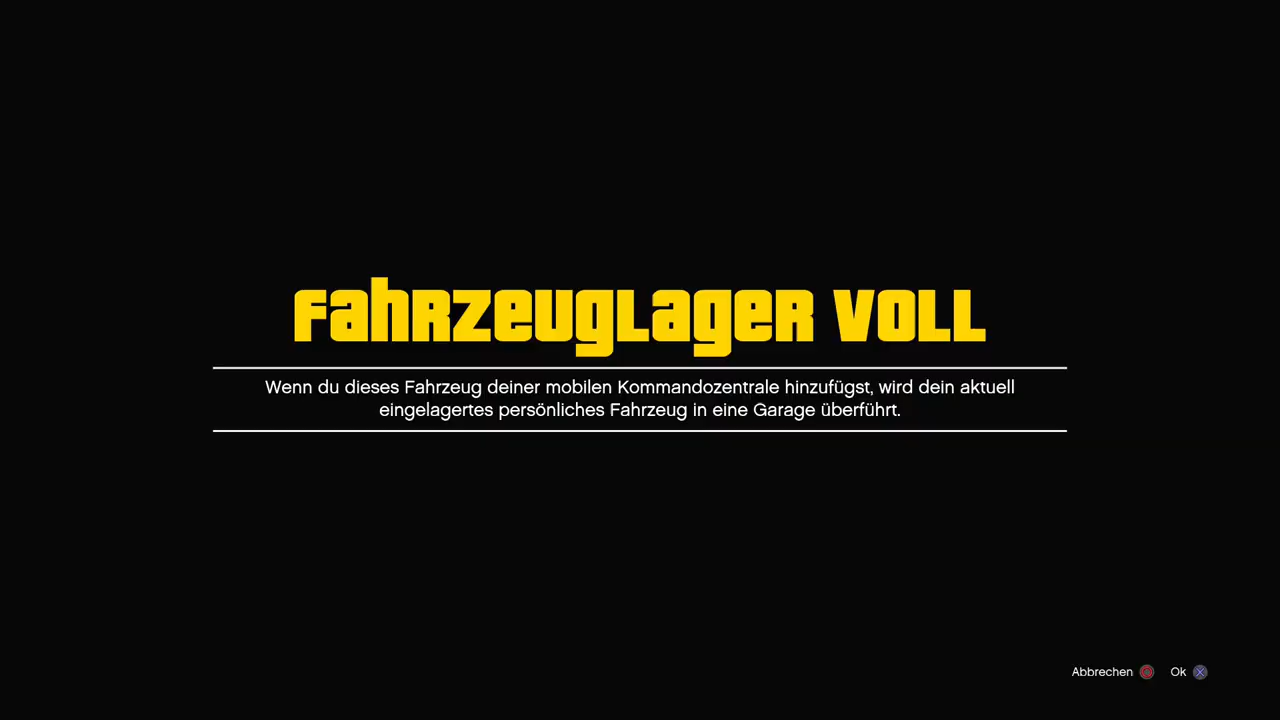 Fahrzeuglager voll
Wenn du dieses Fahrzeug deiner mobilen Kommandozentrale hinzufügst, wird dein aktuell
eingelagertes persönliches Fahrzeug in eine Garage überführt.
Abbrechen Ok